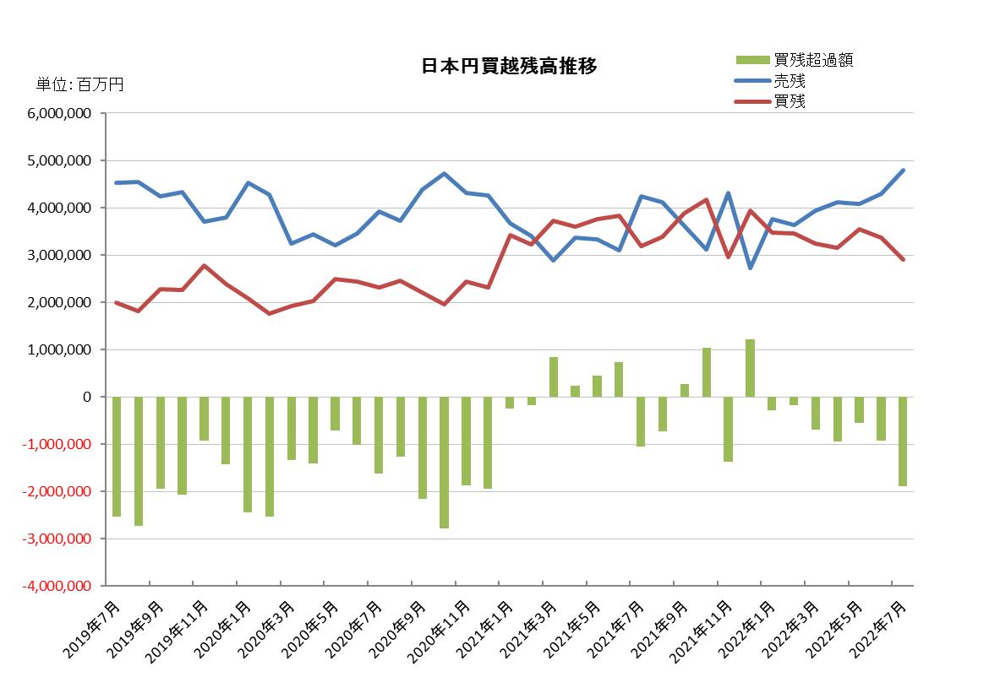 日本円買越残高推移
買残超過額
売残
買残
単位: 百万円
6,000,000
5,000,000
4,000,000
3,000,000
2,000,000
1,000,000
0
-1,000,000
-2,000,000
-3,000,000
-4,000,000
2019年7月
2019年9月
2019年11月
2020年1月
2020年3月
2020年5月
2020年7月
2020年9月
2020年11月
2021年1月
2021年3月
2021年5月
2021年7月
2021年9月
2021年11月
2022年1月
2022年3月
2022年5月
2022年7月